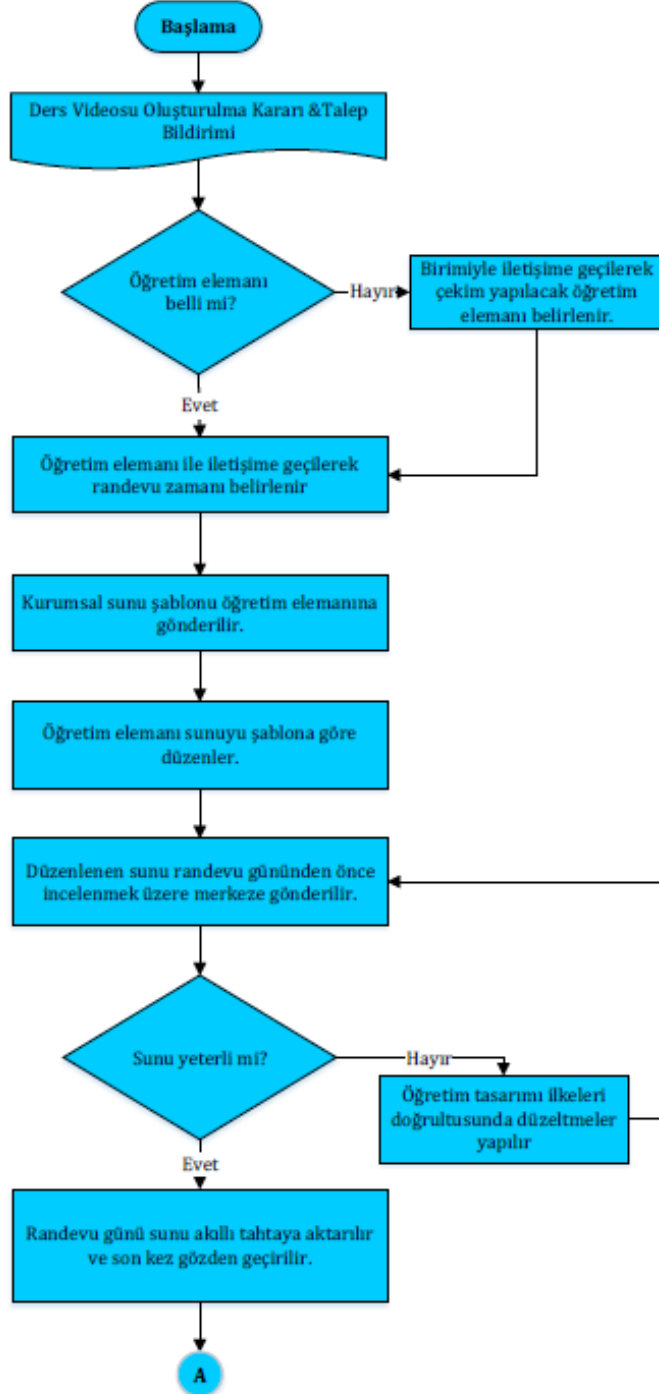 Başlama
Ders Videosu Oluşturulma Kararı &Talep
Bildirimi
Öğretim elemanı
belli mi?
Hayır
Birimiyle iletişime geçilerek
çekim yapılacak öğretim
elemanı belirlenir.
Evet
Öğretim elemanı ile iletişime geçilerek
randevu zamanı belirlenir
Kurumsal sunu şablonu öğretim elemanına
gönderilir.
Öğretim elemanı sunuyu şablona göre
düzenler.
Düzenlenen sunu randevu gününden önce
incelenmek üzere merkeze gönderilir.
Sunu yeterli mi?
Hayır
Öğretim tasarımı ilkeleri
doğrultusunda düzeltmeler
yapılır
Evet
Randevu günü sunu akıllı tahtaya aktarılır
ve son kez gözden geçirilir.
A